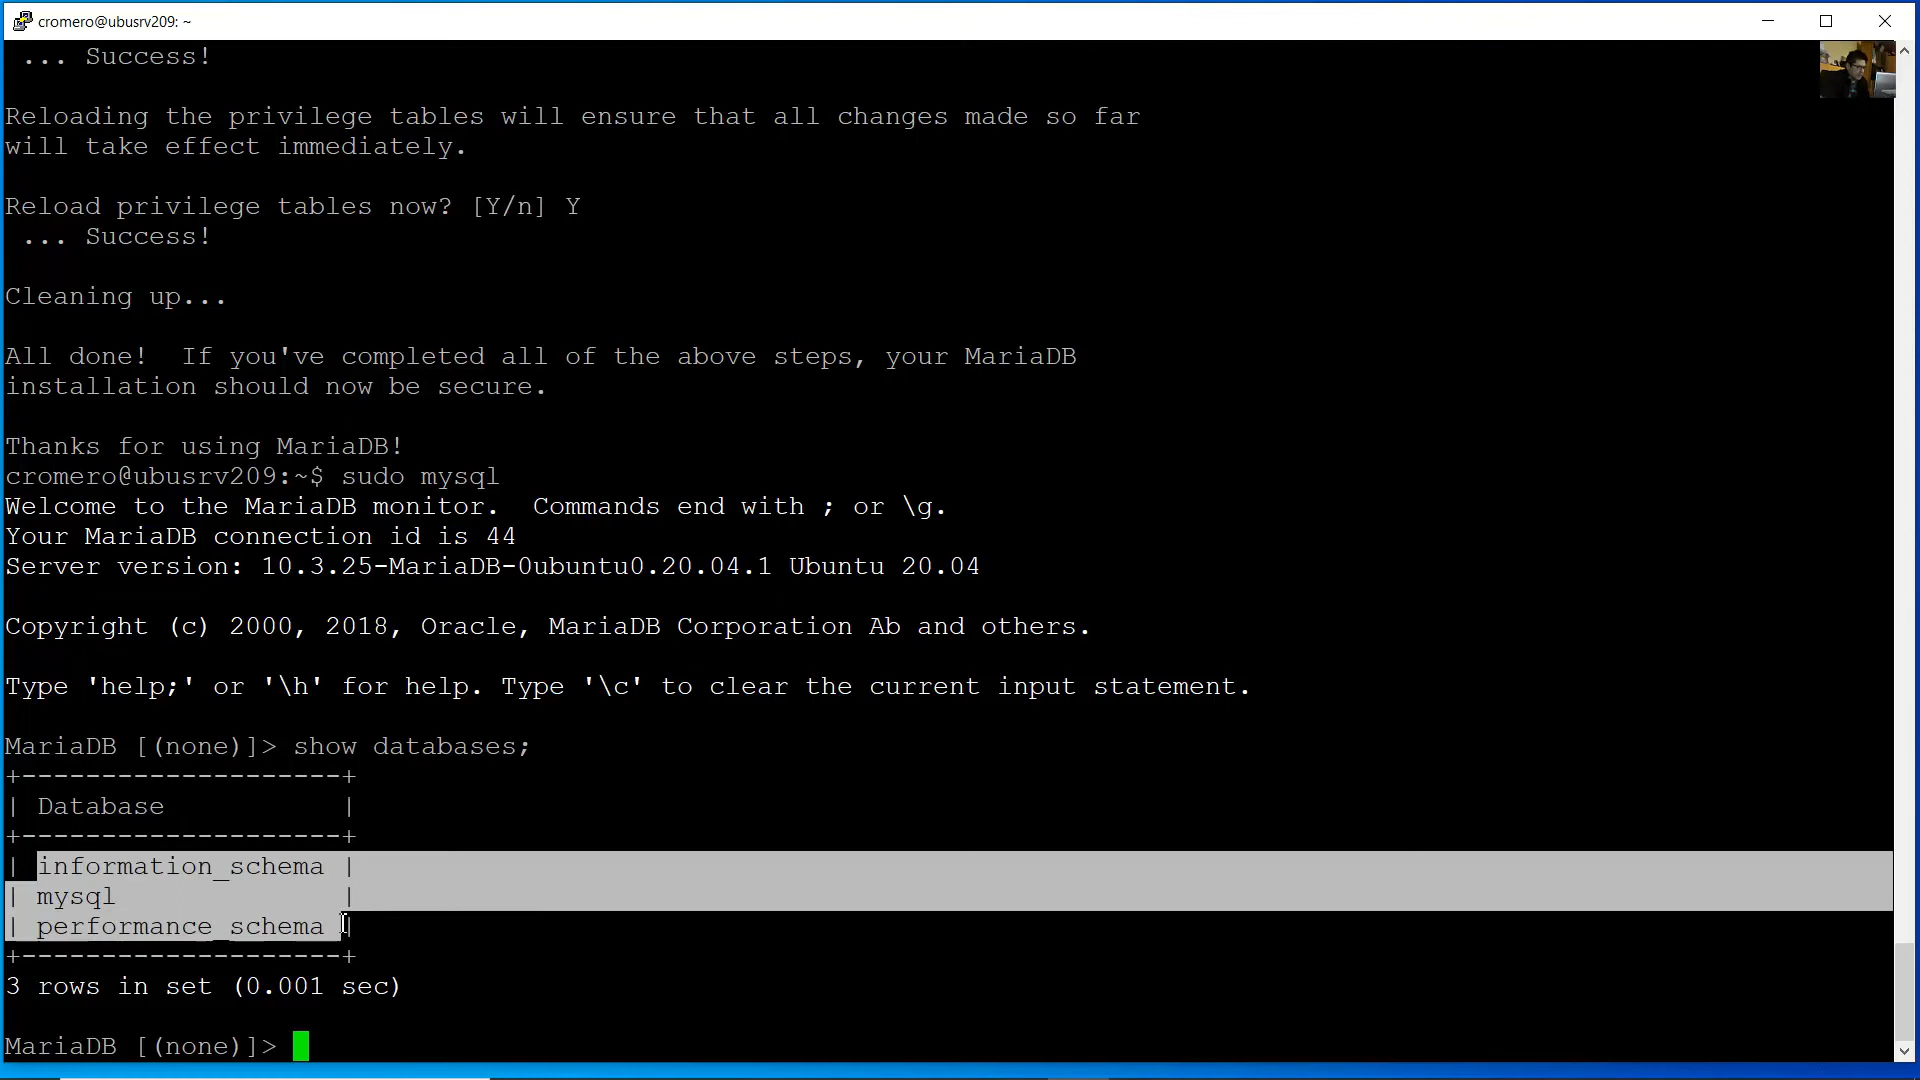 cromero@ubusrv209: ~
... Success!
Reloading the privilege tables will ensure that all changes made so far
will take effect immediately.
Reload privilege tables now? [Y/n] Y
... Success!
Cleaning up...
All done!  If you've completed all of the above steps, your MariaDB
installation should now be secure.
Thanks for using MariaDB!
cromero@ubusrv209:~$ sudo mysql
Welcome to the MariaDB monitor.  Commands end with ; or \g.
Your MariaDB connection id is 44
Server version: 10.3.25-MariaDB-0ubuntu0.20.04.1 Ubuntu 20.04
Copyright (c) 2000, 2018, Oracle, MariaDB Corporation Ab and others.
Type 'help;' or '\h' for help. Type '\c' to clear the current input statement.
MariaDB [(none)]> show databases;
+--------------------+
| Database           |
+--------------------+
| information_schema |
| mysql              |
| performance_schema |
+--------------------+
3 rows in set (0.001 sec)
MariaDB [(none)]>